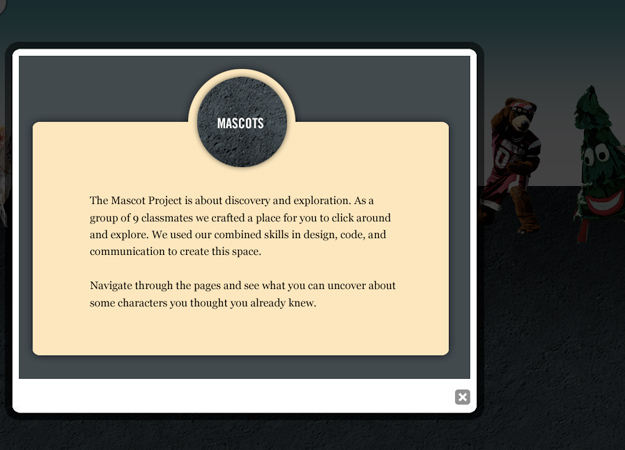 MASCOTS
The Mascot Project is about discovery and exploration. As a
group of 9 classmates we crafted a place for you to click around
and explore. We used our combined skills in design, code, and
communication to create this space.
Navigate through the pages and see what you can uncover about
some characters you thought you already knew.
0